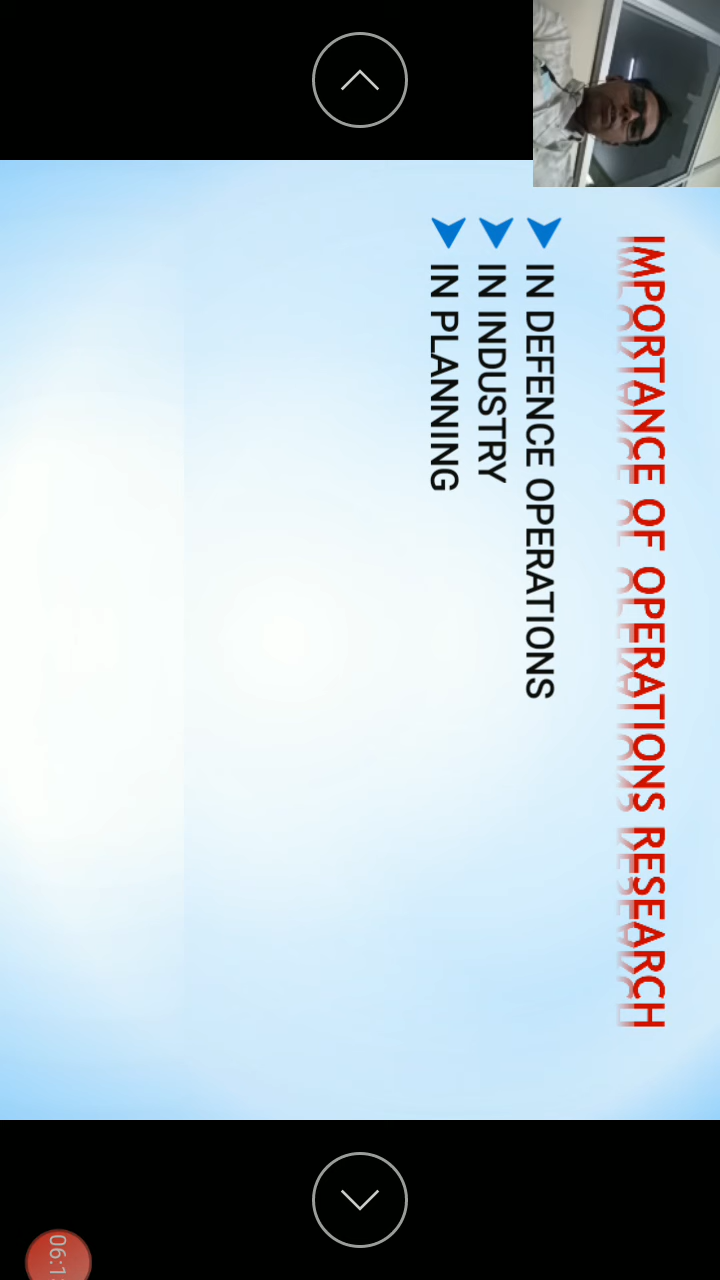 IMPORTANCE OF OPERATIONS RESEARCH
IN DEFENCE OPERATIONS
IN INDUSTRY
IN PLANNING